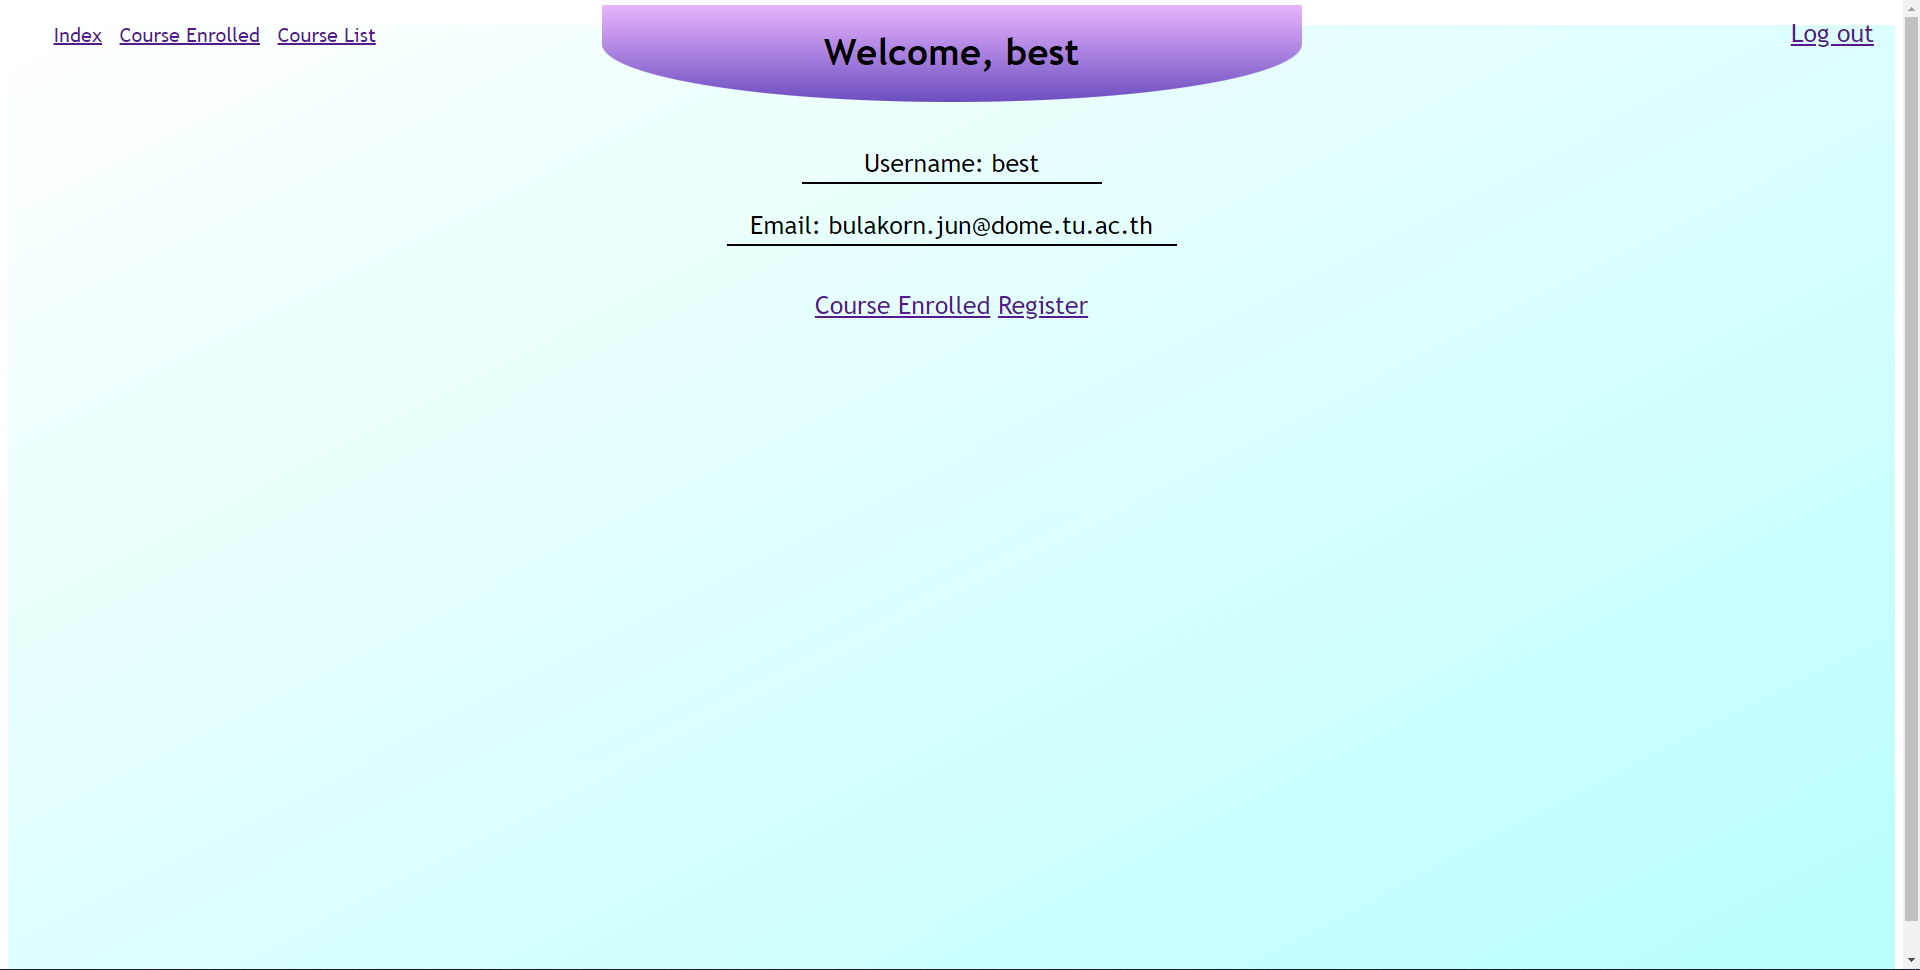 Index Course Enrolled Course List
Welcome, best
Log out
Username: best
Email: bulakorn.jun@dome.tu.ac.th
Course Enrolled Register